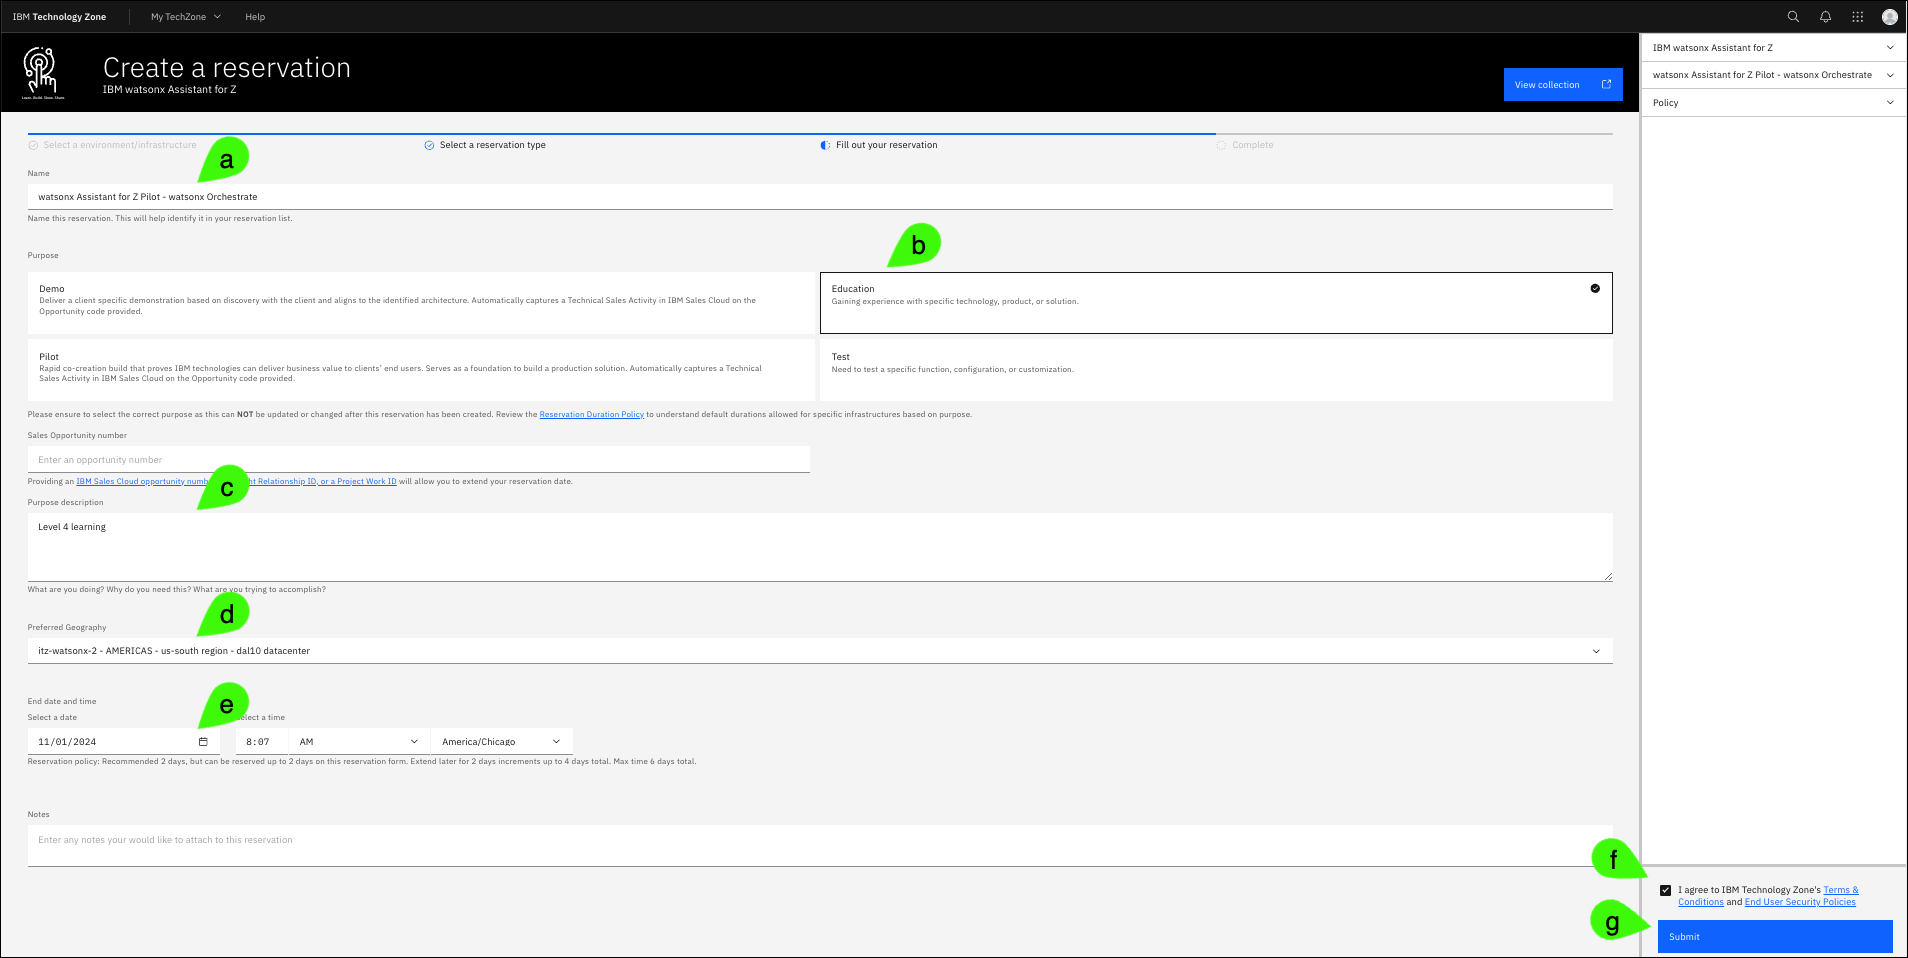 IBM Technology Zone
My TechZone
Help
Learn. Build. Show. Share.
Create a reservation
IBM watsonx Assistant for Z
View collection
IBM watsonx Assistant for Z
watsonx Assistant for Z Pilot - watsonx Orchestrate
Policy
Select a environment/infrastructure
Select a reservation type
Fill out your reservation
Complete
a
Name
watsonx Assistant for Z Pilot - watsonx Orchestrate
Name this reservation. This will help identify it in your reservation list.
b
Purpose
Demo
Deliver a client specific demonstration based on discovery with the client and aligns to the identified architecture. Automatically captures a Technical Sales Activity in IBM Sales Cloud on the
Opportunity code provided.
Education
Gaining experience with specific technology, product, or solution.
Pilot
Rapid co-creation build that proves IBM technologies can deliver business value to clients' end users. Serves as a foundation to build a production solution. Automatically captures a Technical
Sales Activity in IBM Sales Cloud on the Opportunity code provided.
Test
Need to test a specific function, configuration, or customization.
Please ensure to select the correct purpose as this can NOT be updated or changed after this reservation has been created. Review the Reservation Duration Policy to understand default durations allowed for specific infrastructures based on purpose.
Sales Opportunity number
Enter an opportunity number
Providing an IBM Sales Cloud opportunity Relationship ID, or a Project Work ID will allow you to extend your reservation date.
c
Purpose description
Level 4 learning
What are you doing? Why do you need this? What are you trying to accomplish?
d
Preferred Geography
itz-watsonx-2 - AMERICAS - us-south region - dal10 datacenter
e
End date and time
Select a date
elect a time
11/01/2024
8:07
AM
America/Chicago
Reservation policy: Recommended 2 days, but can be reserved up to 2 days on this reservation form. Extend later for 2 days increments up to 4 days total. Max time 6 days total.
Notes
Enter any notes your would like to attach to this reservation
f
I agree to IBM Technology Zone's Terms &
Conditions and End User Security Policies
g
Submit